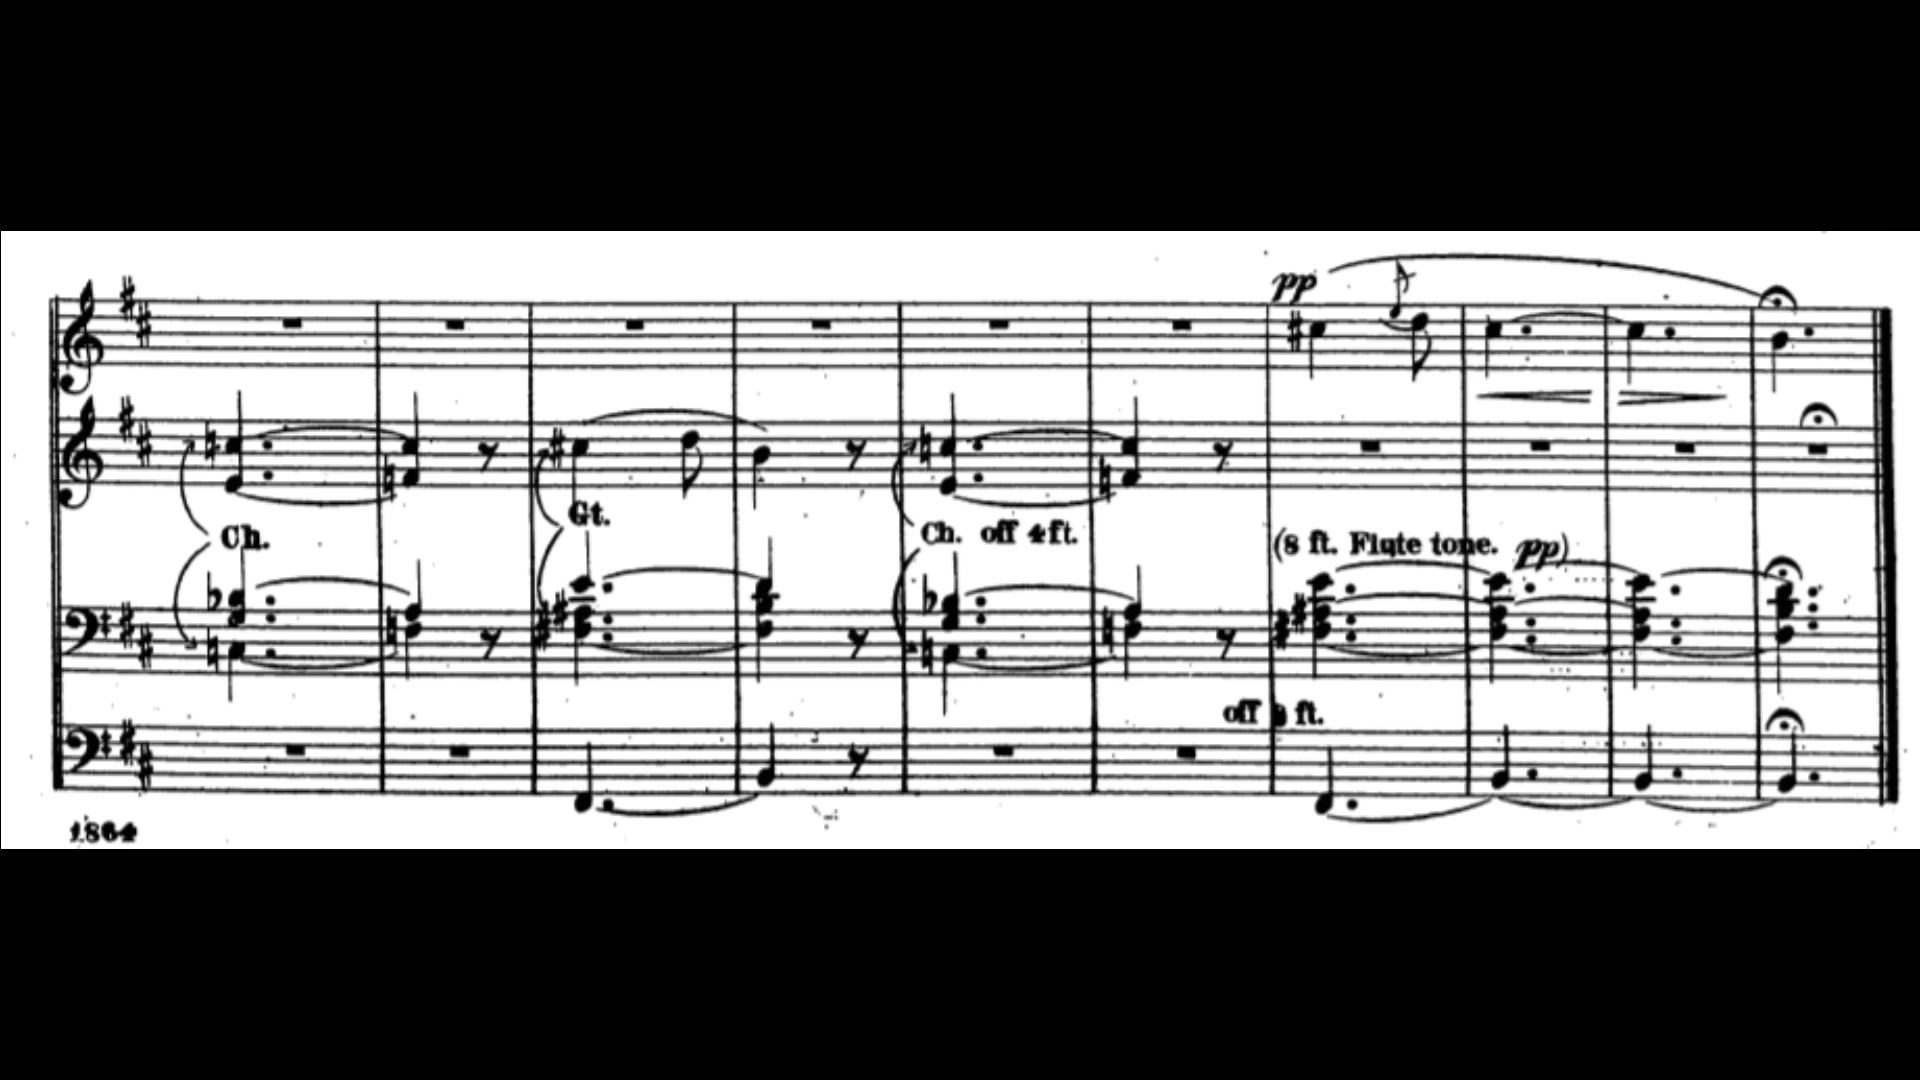 pp
Gt.
Ch.
Ch. off 4 ft.
(8 ft. Flute tone. pp)
off ft.
1864